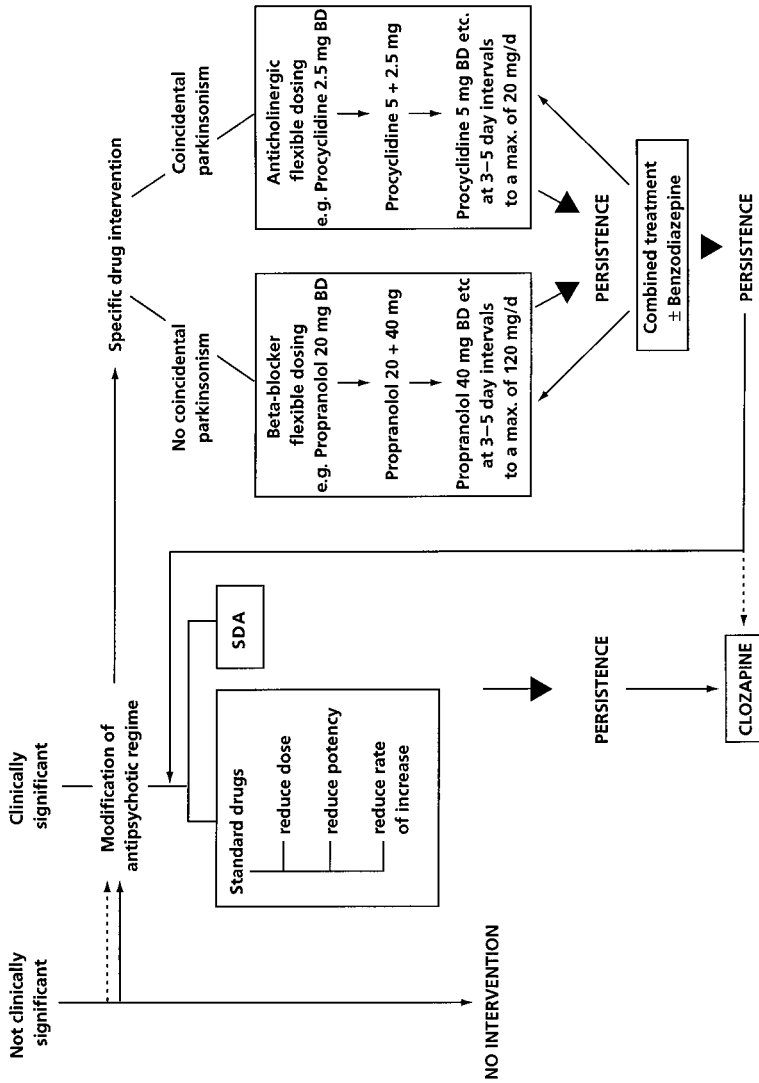 Not clinically
significant
NO INTERVENTION
Clinically
significant
Modification of
antipsychotic regime
Standard drugs
reduce dose
reduce potency
reduce rate
of increase
SDA
PERSISTENCE
CLOZAPINE
Specific drug intervention
No coincidental
parkinsonism
Beta-blocker
flexible dosing
e.g. Propranolol 20 mg BD
Propranolol 20 + 40 mg
Propranolol 40 mg BD etc
at 3–5 day intervals
to a max. of 120 mg/d
Coincidental
parkinsonism
Anticholinergic
flexible dosing
e.g. Procyclidine 2.5 mg BD
Procyclidine 5 + 2.5 mg
Procyclidine 5 mg BD etc.
at 3–5 day intervals
to a max. of 20 mg/d
PERSISTENCE
Combined treatment
± Benzodiazepine
PERSISTENCE